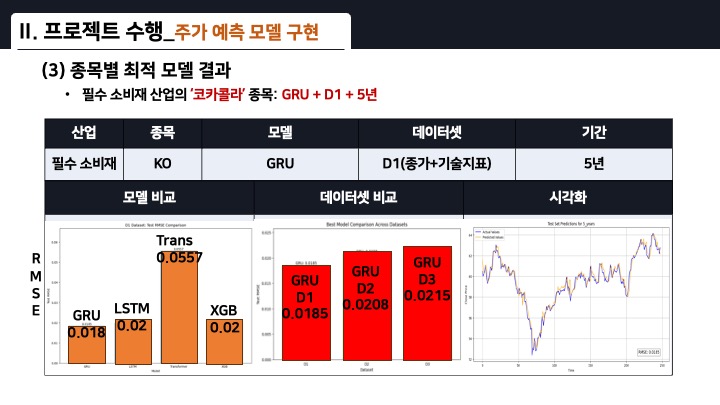 II. 프로젝트 수행_주가 예측 모델 구현
(3) 종목별 최적 모델 결과
• 필수 소비재 산업의 '코카콜라' 종목: GRU + D1 + 5년
산업 종목 모델 데이터셋 기간
필수 소비재 KO GRU D1(종가+기술지표) 5년
모델 비교 데이터셋 비교 시각화
R
M
S
E
D1 Dataset: Test RMSE Comparison
Trans
0.0557
GRU
0.018
LSTM
0.02
XGB
0.02
GRU LSTM Transformer XGB
Model
Best Model Comparison Across Datasets
GRU
D1
0.0185
GRU
D2
0.0208
GRU
D3
0.0215
D1 D2 D3
Dataset
Test Set Predictions for 5_years
Actual Values
Predicted Values
RMSE: 0.0185
Time